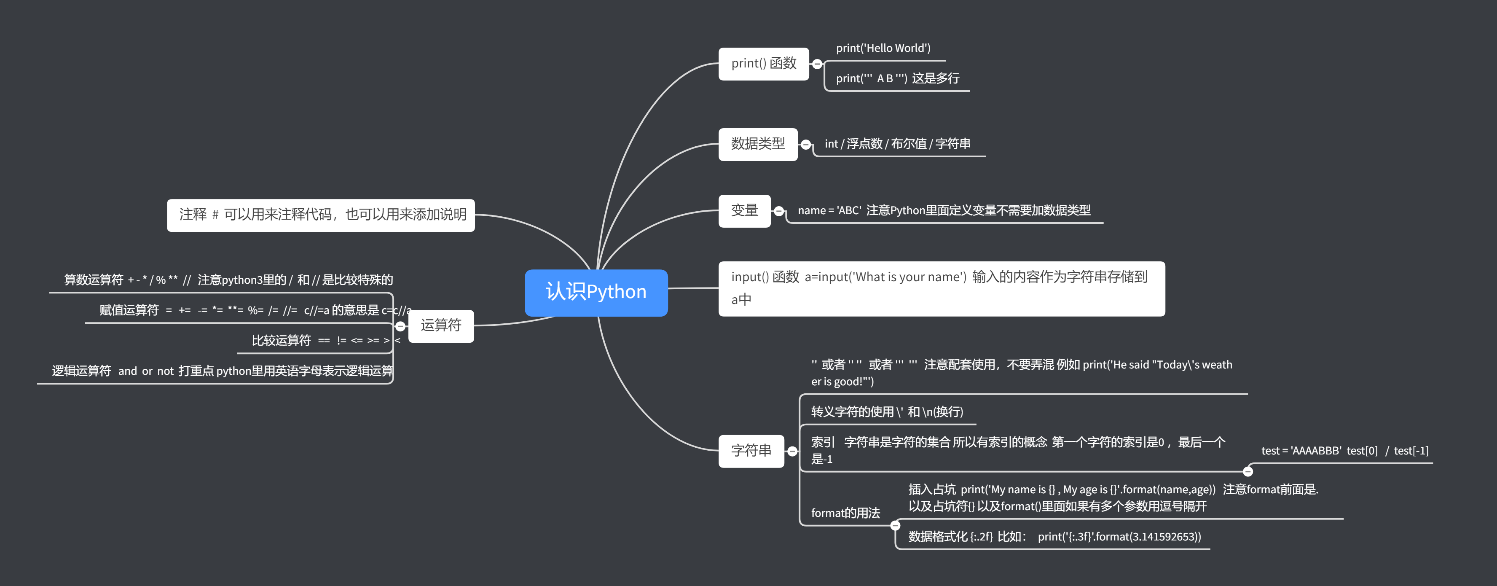 认识Python
print() 函数
print('Hello World')
print(''' A B ''') 这是多行
数据类型
int / 浮点数 / 布尔值 / 字符串
变量
name = 'ABC' 注意Python里面定义变量不需要加数据类型
input() 函数 a=input('What is your name') 输入的内容作为字符串存储到
a中
字符串
'' 或者 " " 或者 ''' ''' 注意配套使用，不要弄混 例如 print('He said "Today\'s weath
er is good!"')
转义字符的使用 \' 和 \n(换行)
索引 字符串是字符的集合 所以有索引的概念 第一个字符的索引是0 ，最后一个
是-1
test = 'AAAABBB' test[0] / test[-1]
format的用法
插入占坑 print('My name is {} , My age is {}'.format(name,age)) 注意format前面是.
以及占坑符{} 以及format()里面如果有多个参数用逗号隔开
数据格式化 {:.2f} 比如： print('{:.3f}'.format(3.141592653))
注释 # 可以用来注释代码，也可以用来添加说明
运算符
算数运算符 + - * / % ** // 注意python3里的 / 和 // 是比较特殊的
赋值运算符 = += -= *= **= %= /= //= c//=a 的意思是 c=c//a
比较运算符 == != <= >= > <
逻辑运算符 and or not 打重点 python里用英语字母表示逻辑运算